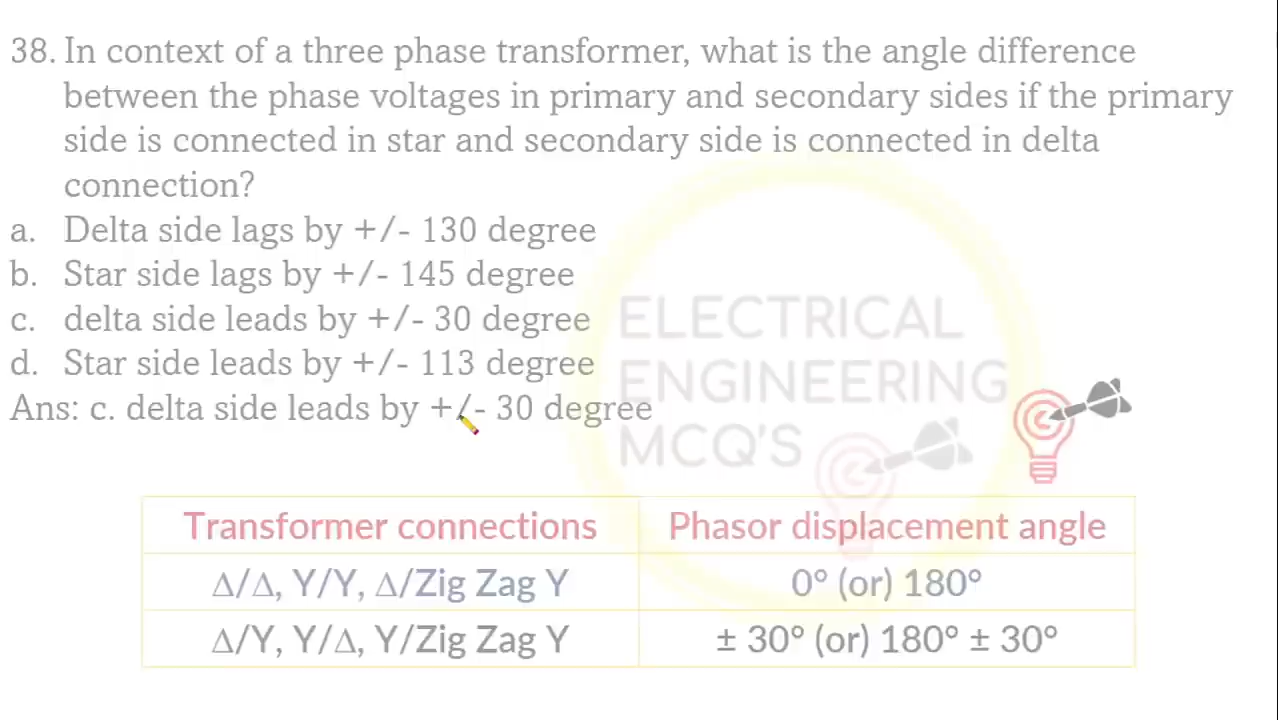 38. In context of a three phase transformer, what is the angle difference
between the phase voltages in primary and secondary sides if the primary
side is connected in star and secondary side is connected in delta
connection?
a. Delta side lags by +/- 130 degree
b. Star side lags by +/- 145 degree
c. delta side leads by +/- 30 degree
d. Star side leads by +/- 113 degree
Ans: c. delta side leads by +/- 30 degree
ELECTRICAL
ENGINEERING
MCQ'S
Transformer connections Phasor displacement angle
Δ/Δ, Y/Y, Δ/Zig Zag Y 0° (or) 180°
Δ/Y, Y/Δ, Y/Zig Zag Y ± 30° (or) 180° ± 30°